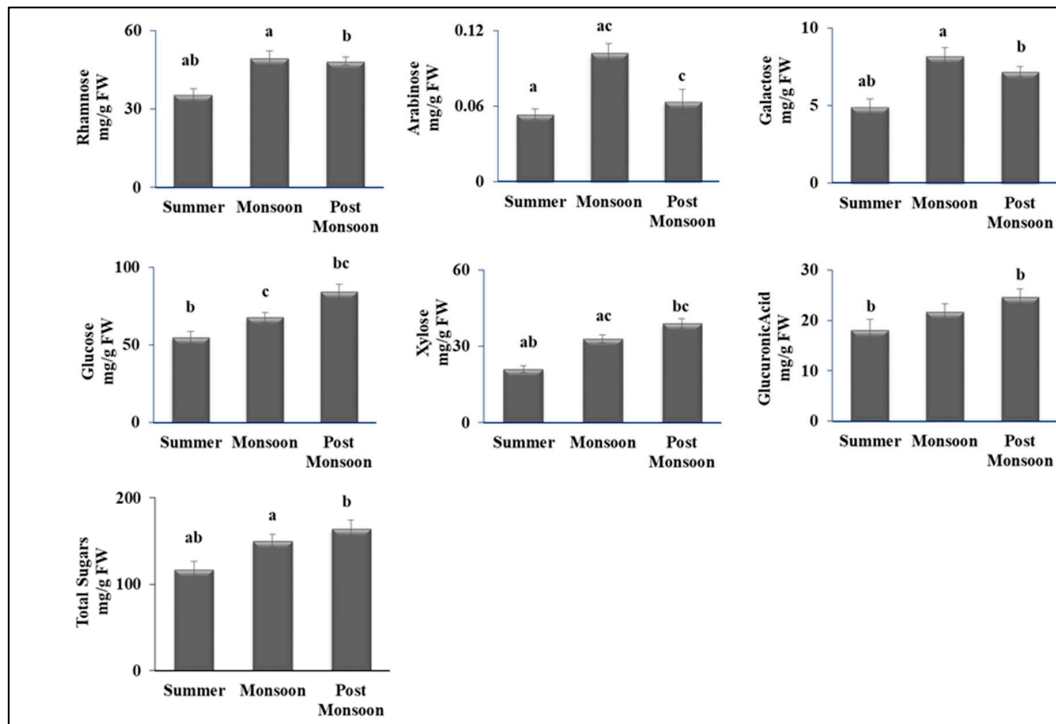 Rhamnose
mg/g FW
60
30
0
ab
a
b
Summer
Monsoon
Post
Monsoon
Arabinose
mg/g FW
0.12
0.06
0
a
ac
c
Summer
Monsoon
Post
Monsoon
Galactose
mg/g FW
10
5
0
ab
a
b
Summer
Monsoon
Post
Monsoon
Glucose
mg/g FW
100
50
0
b
c
bc
Summer
Monsoon
Post
Monsoon
Xylose
mg/g FW
60
30
0
ab
ac
bc
Summer
Monsoon
Post
Monsoon
GlucuronicAcid
mg/g FW
30
20
10
0
b
b
Summer
Monsoon
Post
Monsoon
Total Sugars
mg/g FW
200
100
0
ab
a
b
Summer
Monsoon
Post
Monsoon